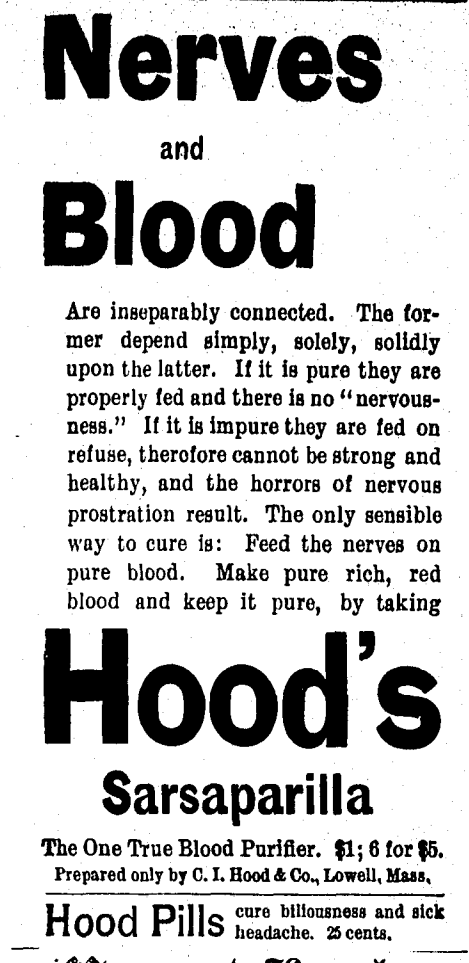 Nerves
and
Blood
Are inseparably connected. The for-
mer depend simply, solely, solidly
upon the latter. If it is pure they are
properly fed and there is no "nervous-
ness." If it is impure they are fed on
refuse, therofore cannot be strong and
healthy, and the horrors of nervous
prostration result. The only sensible
way to cure is: Feed the nerves on
pure blood. Make pure rich, red
blood and keep it pure, by taking
Hood's
Sarsaparilla
The One True Blood Purifier. $1; 6 for $5.
Prepared only by C. I. Hood & Co., Lowell, Mass.
Hood Pills cure biliousness and sick
headache. 25 cents.